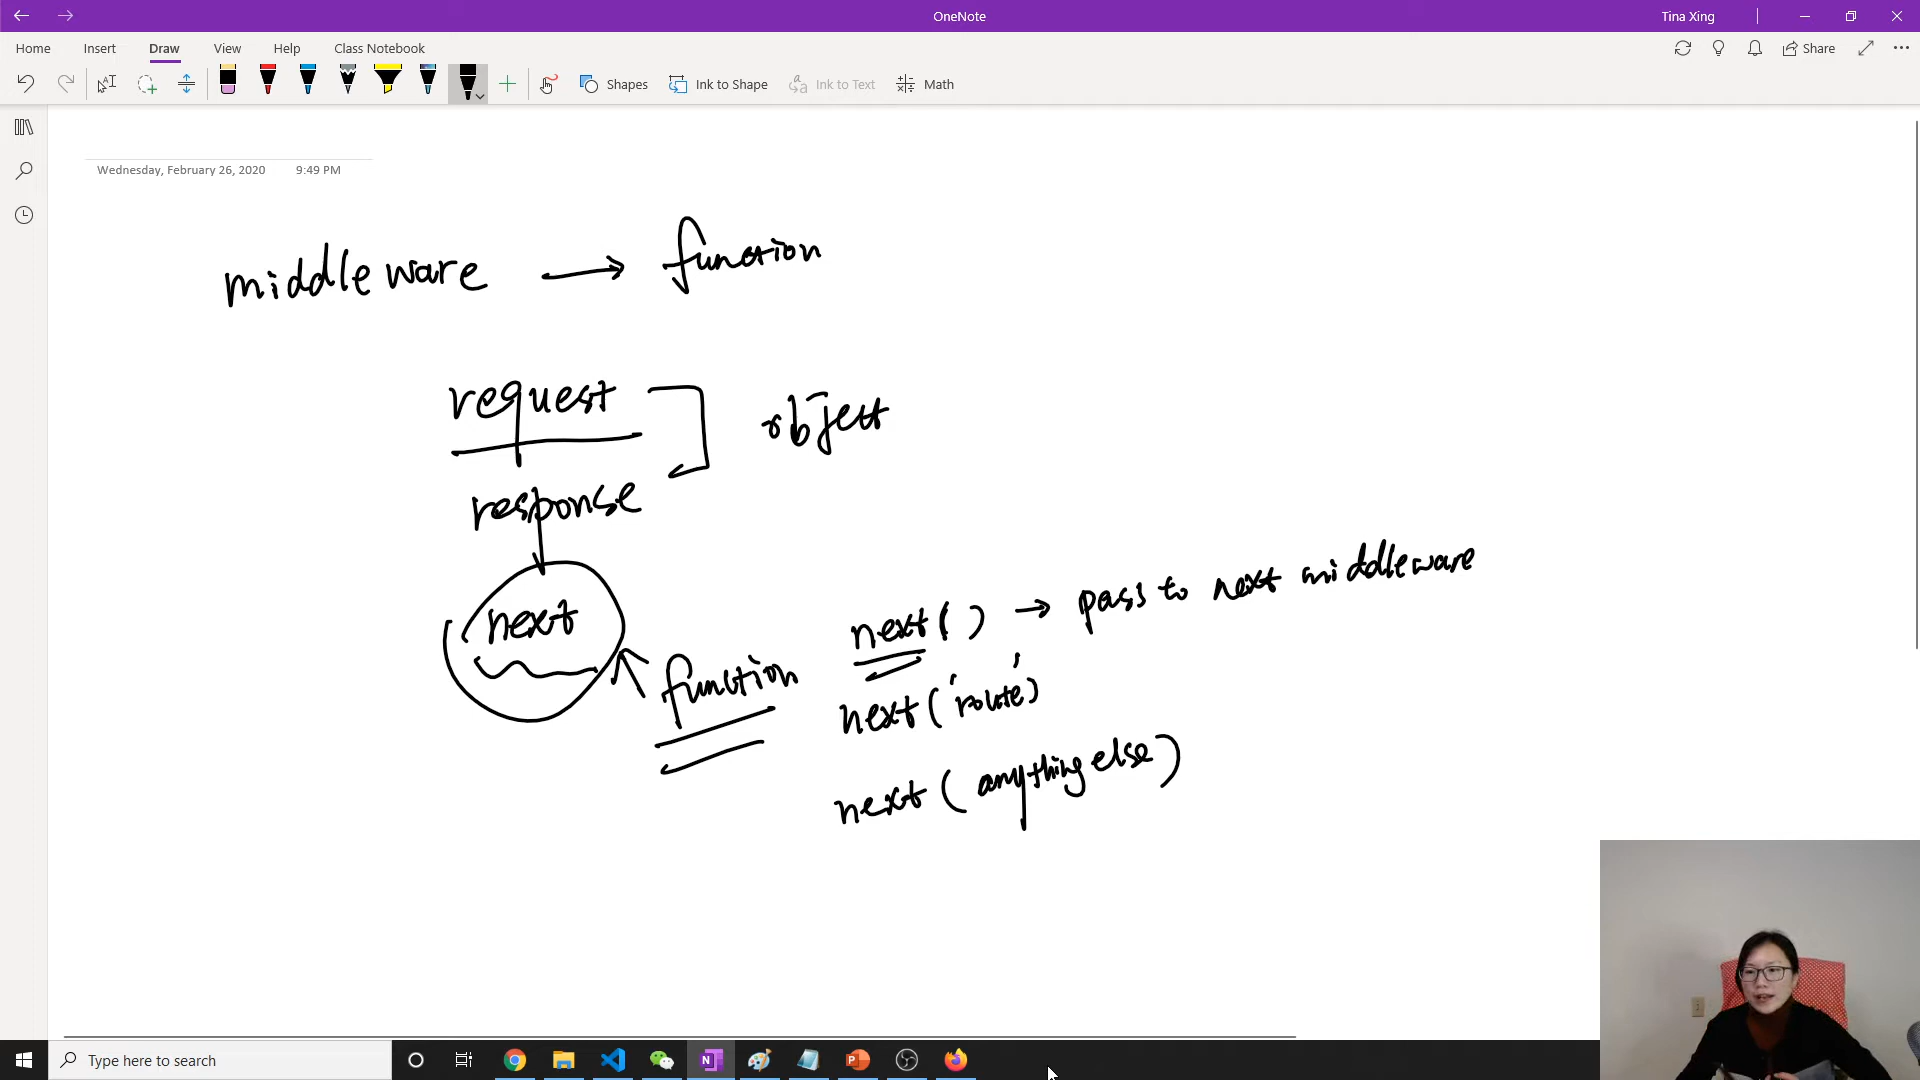 OneNote
Tina Xing
Home Insert Draw View Help Class Notebook
Share
Shapes Ink to Shape Ink to Text Math
Wednesday, February 26, 2020 9:49 PM
middleware → function
request
object
response
next
function
next() → pass to next middleware
next('route')
next(anything else)
Type here to search